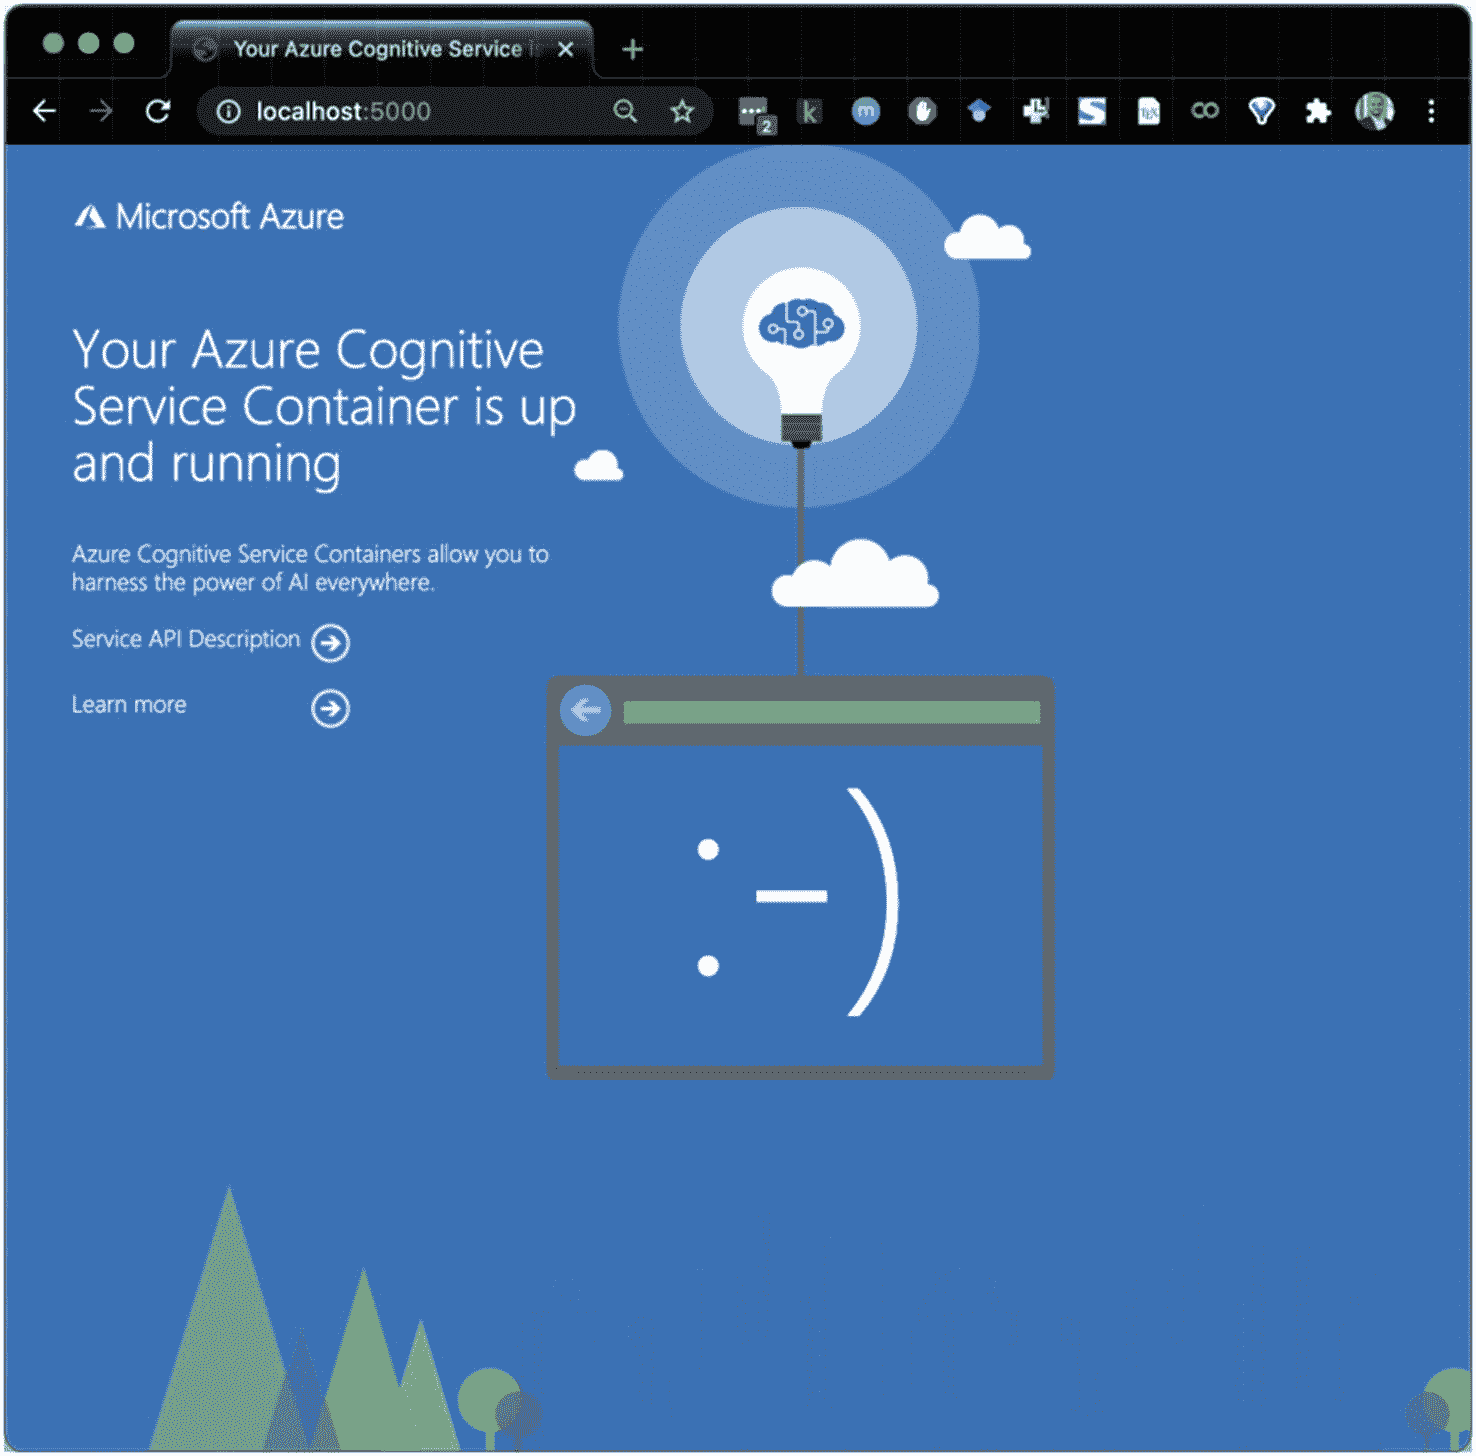 Your Azure Cognitive Service
localhost:5000
2
k
m
Microsoft Azure
Your Azure Cognitive
Service Container is up
and running
Azure Cognitive Service Containers allow you to
harness the power of AI everywhere.
Service API Description
Learn more
:-)